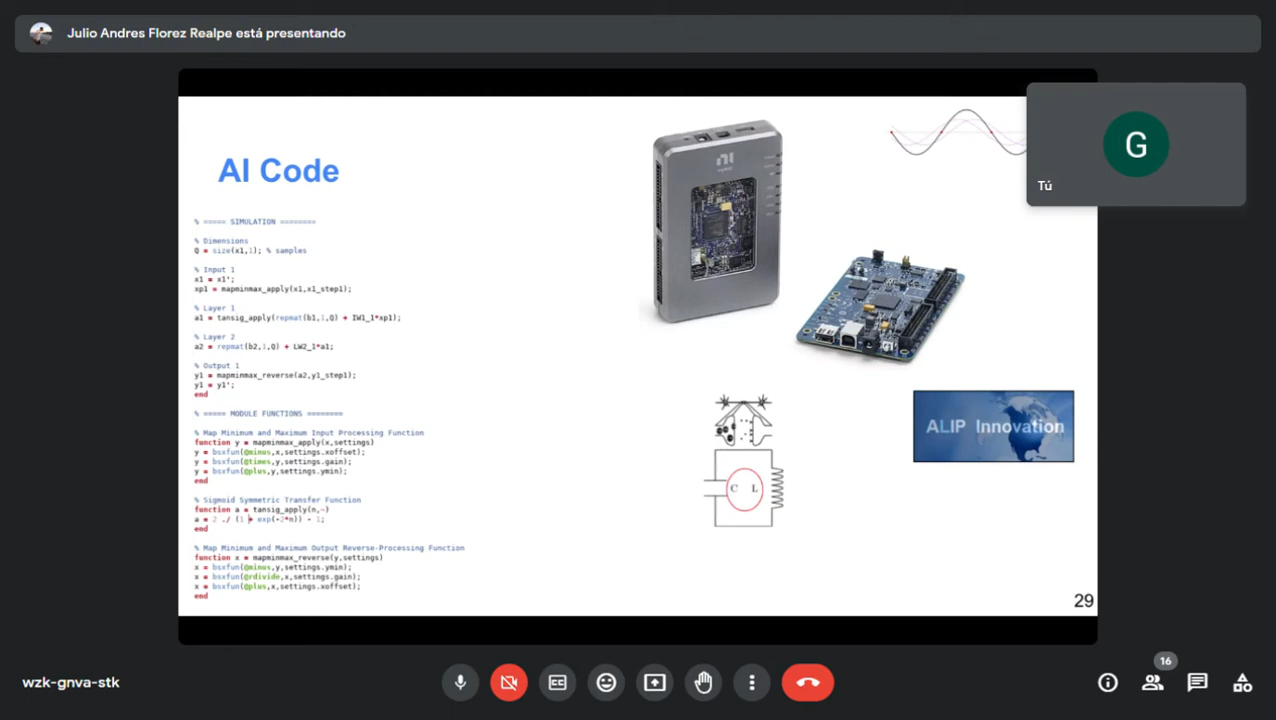 Julio Andres Florez Realpe está presentando
AI Code
% ===== SIMULATION ========
% Dimensions
Q = size(x1,1); % samples
% Input 1
x1 = x1';
xp1 = mapminmax_apply(x1,x1_step1);
% Layer 1
a1 = tansig_apply(repmat(b1,1,Q) + IW1_1*xp1);
% Layer 2
a2 = repmat(b2,1,Q) + LW2_1*a1;
% Output 1
y1 = mapminmax_reverse(a2,y1_step1);
y1 = y1';
end
% ===== MODULE FUNCTIONS ========
% Map Minimum and Maximum Input Processing Function
function y = mapminmax_apply(x,settings)
y = bsxfun(@minus,x,settings.xoffset);
y = bsxfun(@times,y,settings.gain);
y = bsxfun(@plus,y,settings.ymin);
end
% Sigmoid Symmetric Transfer Function
function a = tansig_apply(n,~)
a = 2 ./ (1 + exp(-2*n)) - 1;
end
% Map Minimum and Maximum Output Reverse-Processing Function
function x = mapminmax_reverse(y,settings)
x = bsxfun(@minus,y,settings.ymin);
x = bsxfun(@rdivide,x,settings.gain);
x = bsxfun(@plus,x,settings.xoffset);
end
C L
ALIP Innovation
29
G
Tú
wzk-gnva-stk
16